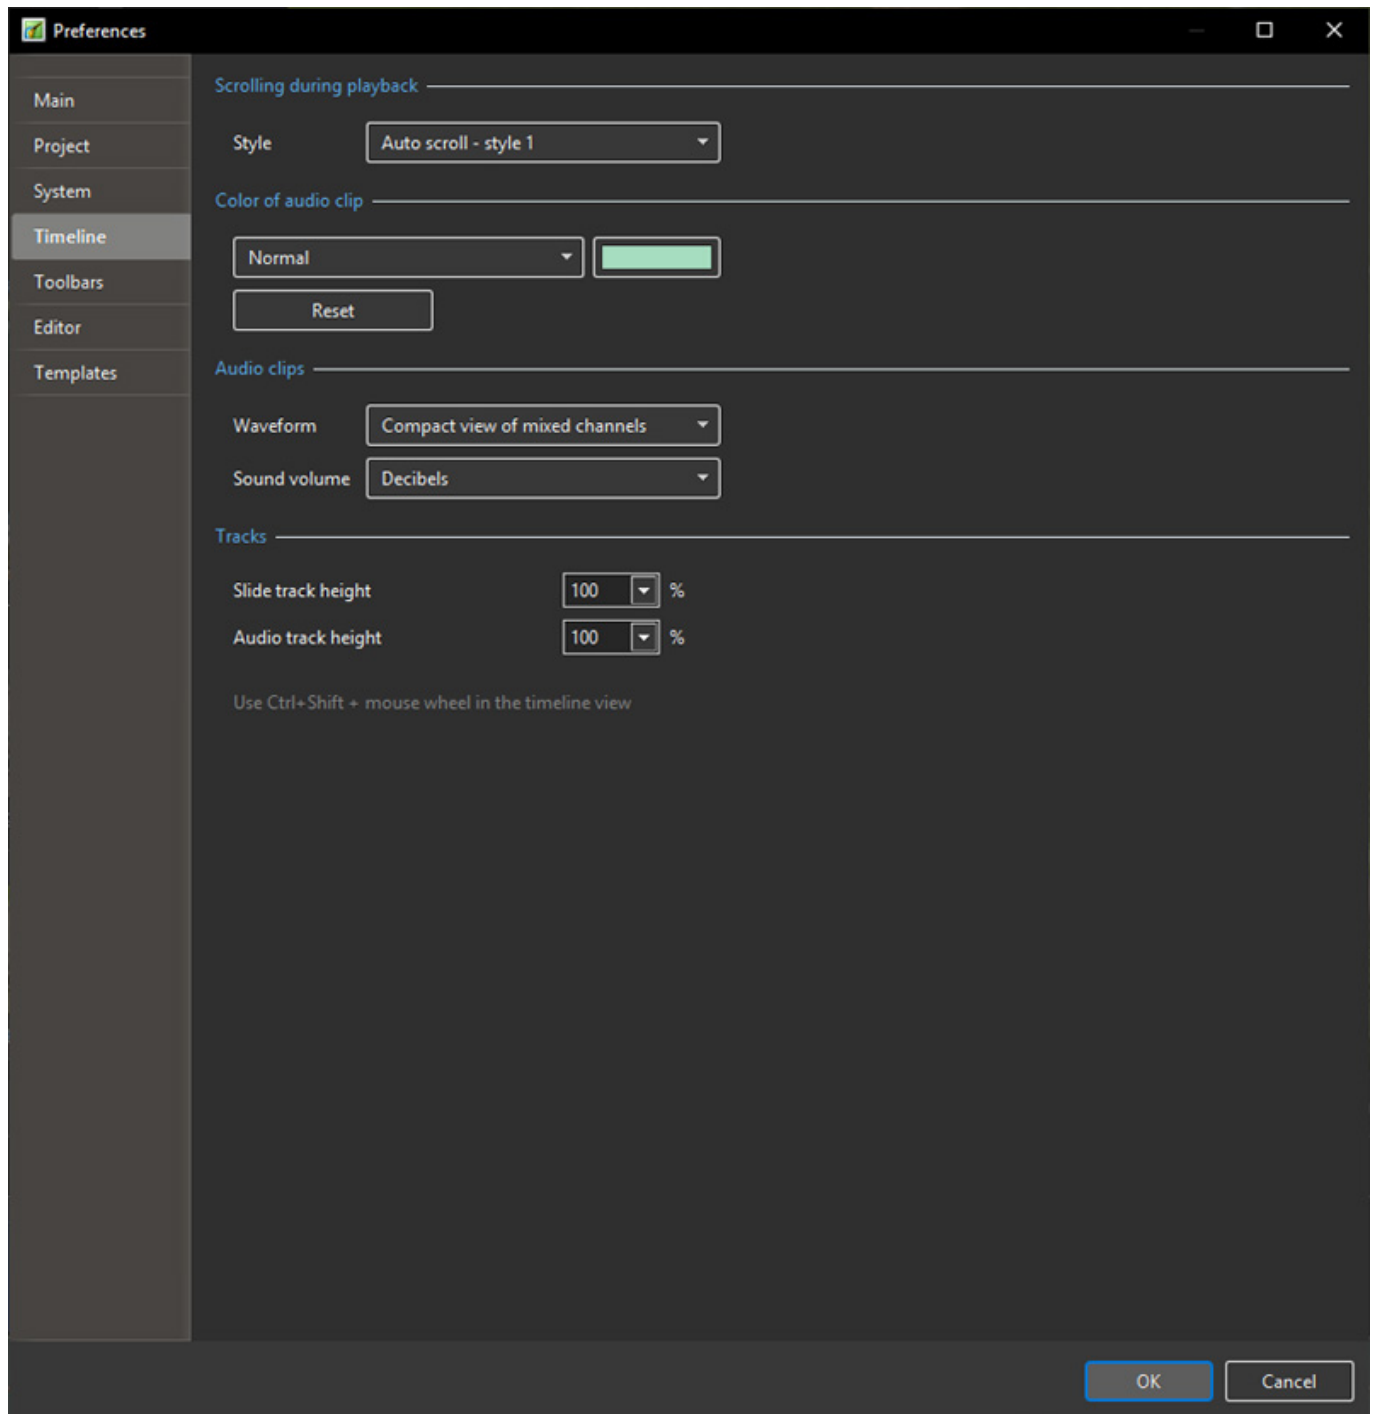 Preferences
Main
Project
System
Timeline
Toolbars
Editor
Templates
Scrolling during playback
Style Auto scroll - style 1
Color of audio clip
Normal
Reset
Audio clips
Waveform Compact view of mixed channels
Sound volume Decibels
Tracks
Slide track height 100 %
Audio track height 100 %
Use Ctrl+Shift + mouse wheel in the timeline view
OK Cancel